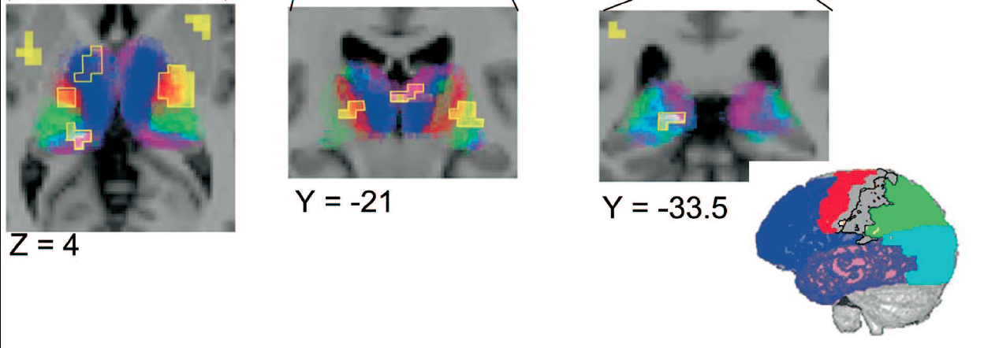 Z = 4
Y = -21
Y = -33.5